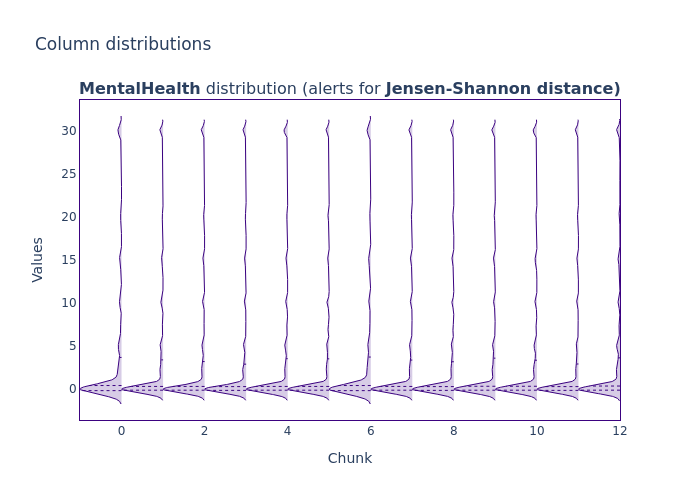 Column distributions
MentalHealth distribution (alerts for Jensen-Shannon distance)
30
25
20
15
10
5
0
Values
0 2 4 6 8 10 12
Chunk